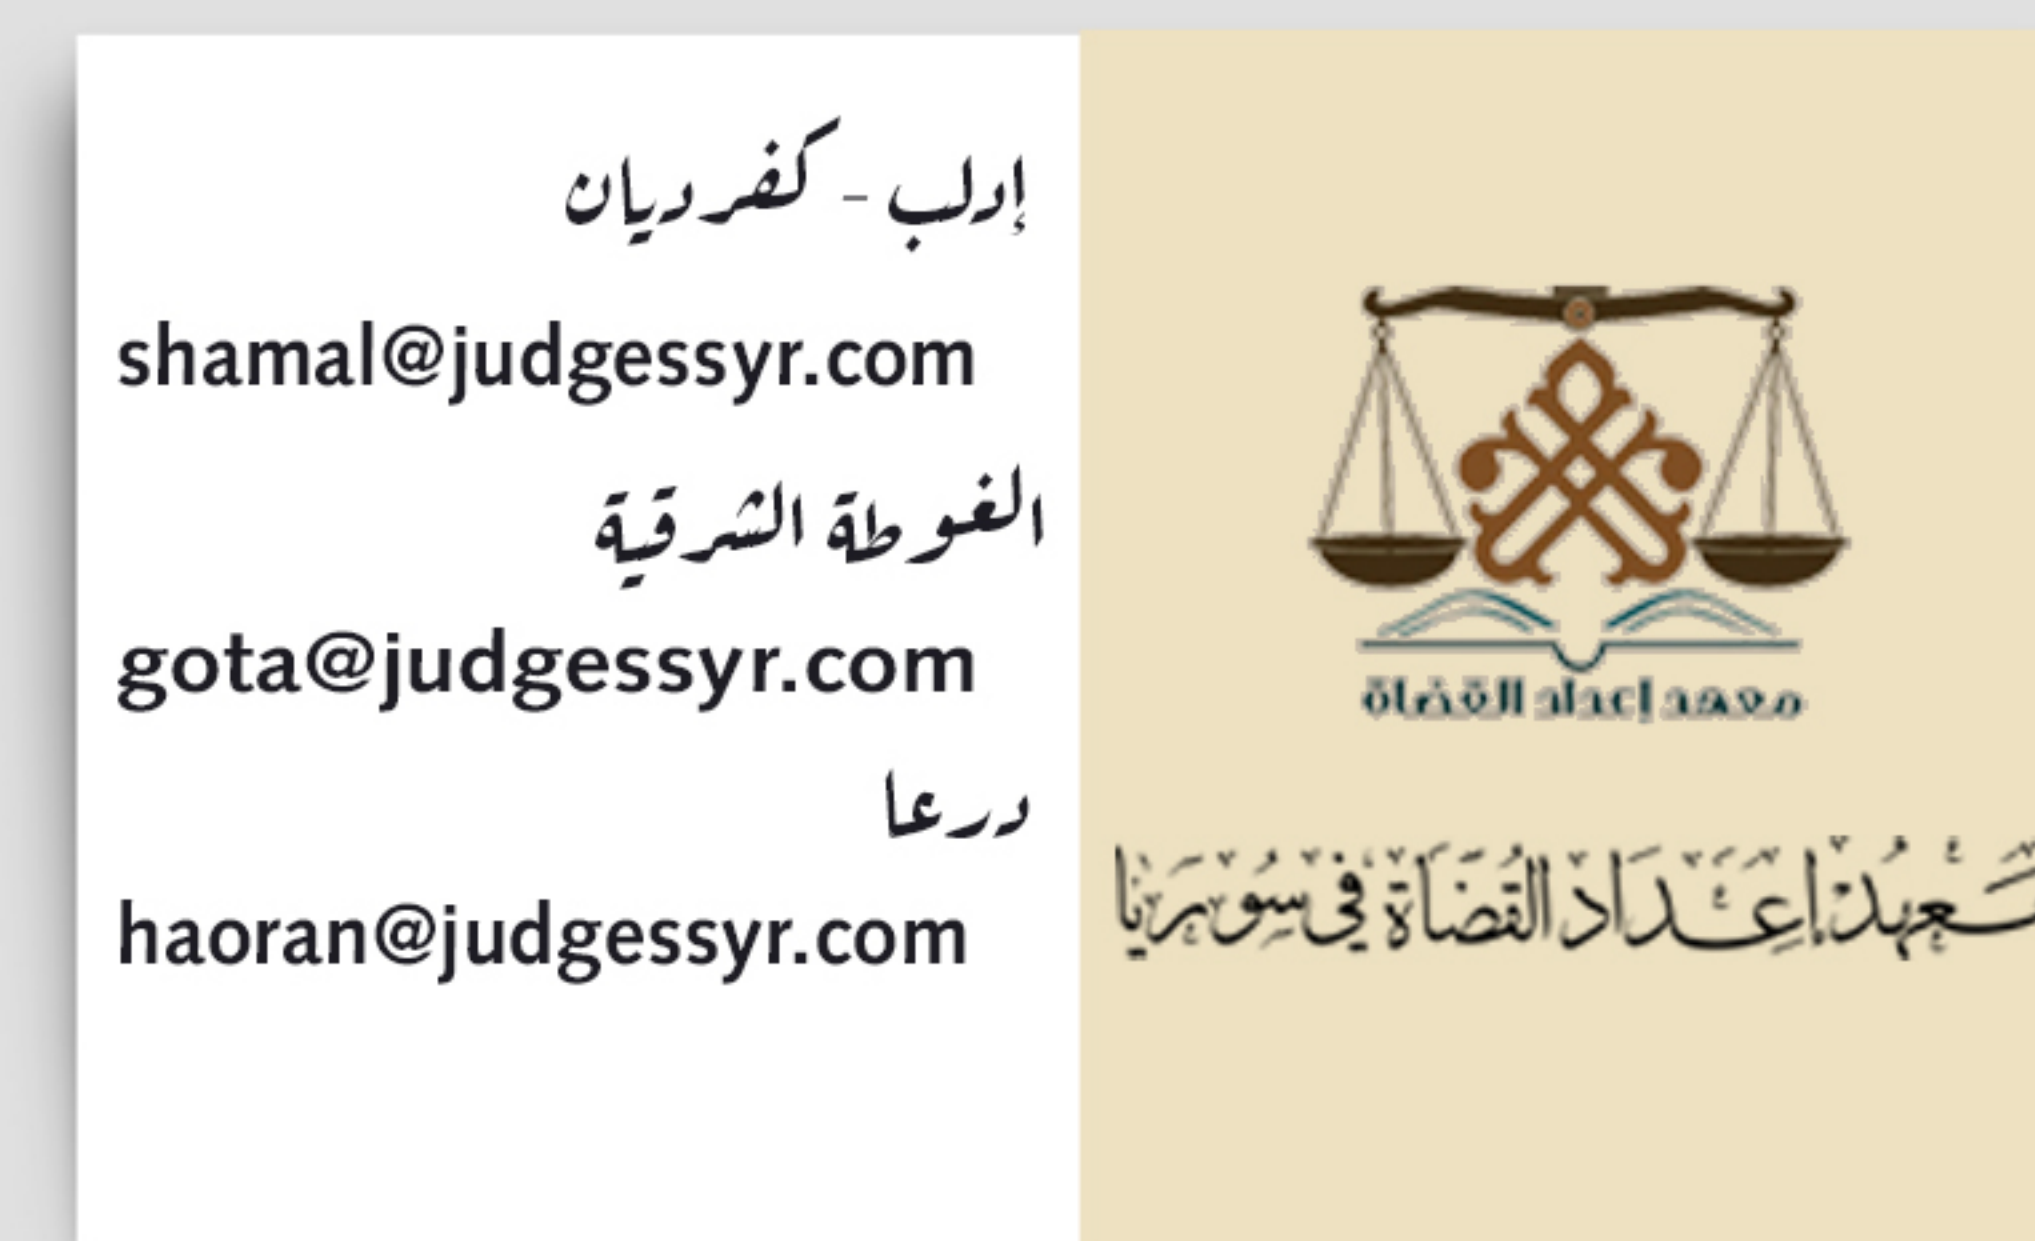 إدلب - كفرديان
shamal@judgessyr.com
الغوطة الشرقية
gota@judgessyr.com
درعا
haoran@judgessyr.com
معهد إعداد القضاة
مَعهد إعداد القضاة في سوريا